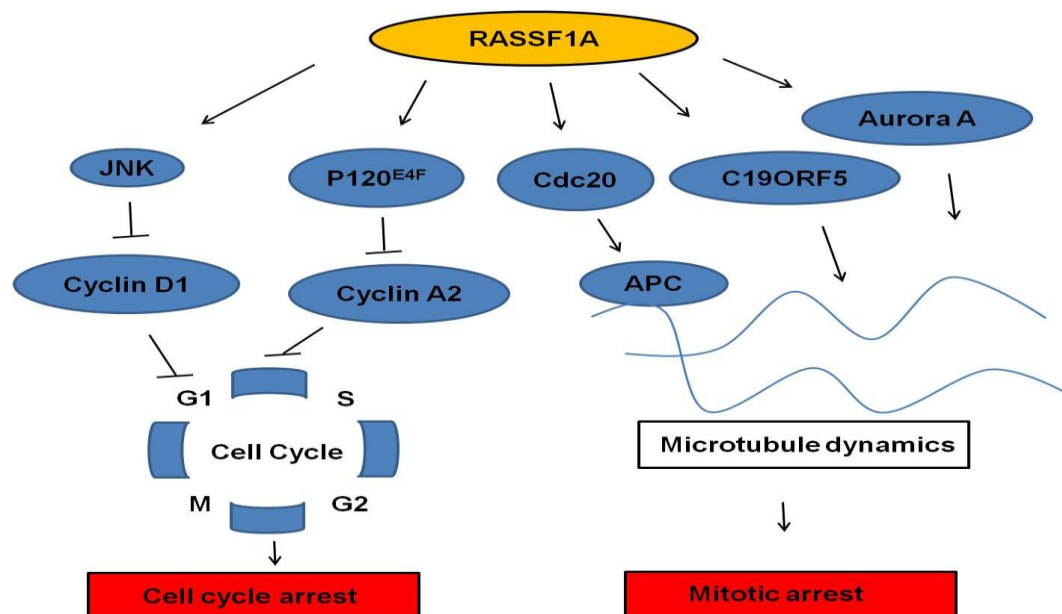 RASSF1A
Aurora A
JNK
P120E4F
Cdc20
C19ORF5
Cyclin D1
Cyclin A2
APC
G1
S
Cell Cycle
Microtubule dynamics
M
G2
Cell cycle arrest
Mitotic arrest